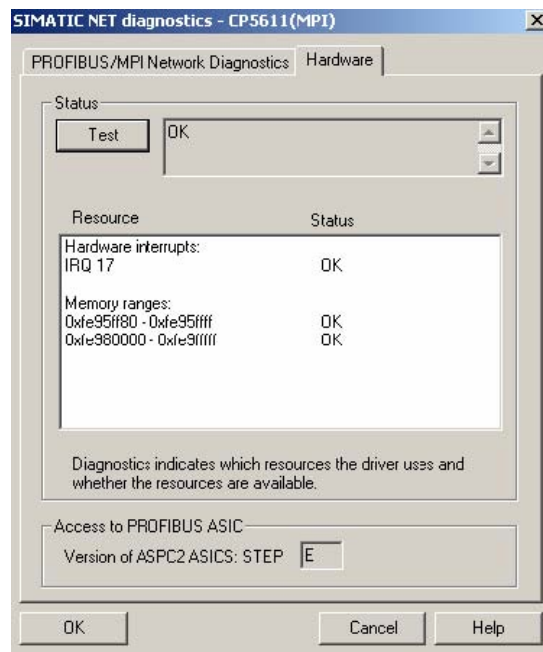 SIMATIC NET diagnostics - CP5611(MPI)
PROFIBUS/MPI Network Diagnostics Hardware
Status
Test OK
Resource Status
Hardware interrupts:
IRQ 17 OK
Memory ranges:
0xfe95ff80 - 0xfe95ffff OK
0xfe980000 - 0xfe9fffff OK
Diagnostics indicates which resources the driver uses and
whether the resources are available.
Access to PROFIBUS ASIC
Version of ASPC2 ASICS: STEP E
OK Cancel Help